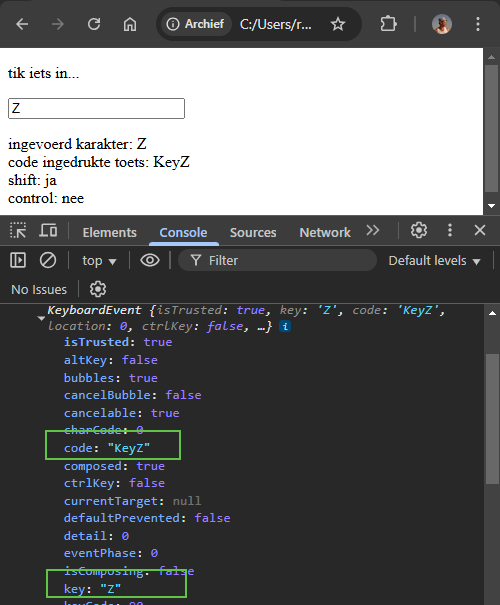 Archief C:/Users/r...
tik iets in...
Z
ingevoerd karakter: Z
code ingedrukte toets: KeyZ
shift: ja
control: nee
Elements Console Sources Network
top Filter Default levels
No Issues
KeyboardEvent {isTrusted: true, key: 'Z', code: 'KeyZ',
location: 0, ctrlKey: false, …}
isTrusted: true
altKey: false
bubbles: true
cancelBubble: false
cancelable: true
charCode: 0
code: "KeyZ"
composed: true
ctrlKey: false
currentTarget: null
defaultPrevented: false
detail: 0
eventPhase: 0
isComposing: false
key: "Z"
keyCode: 90